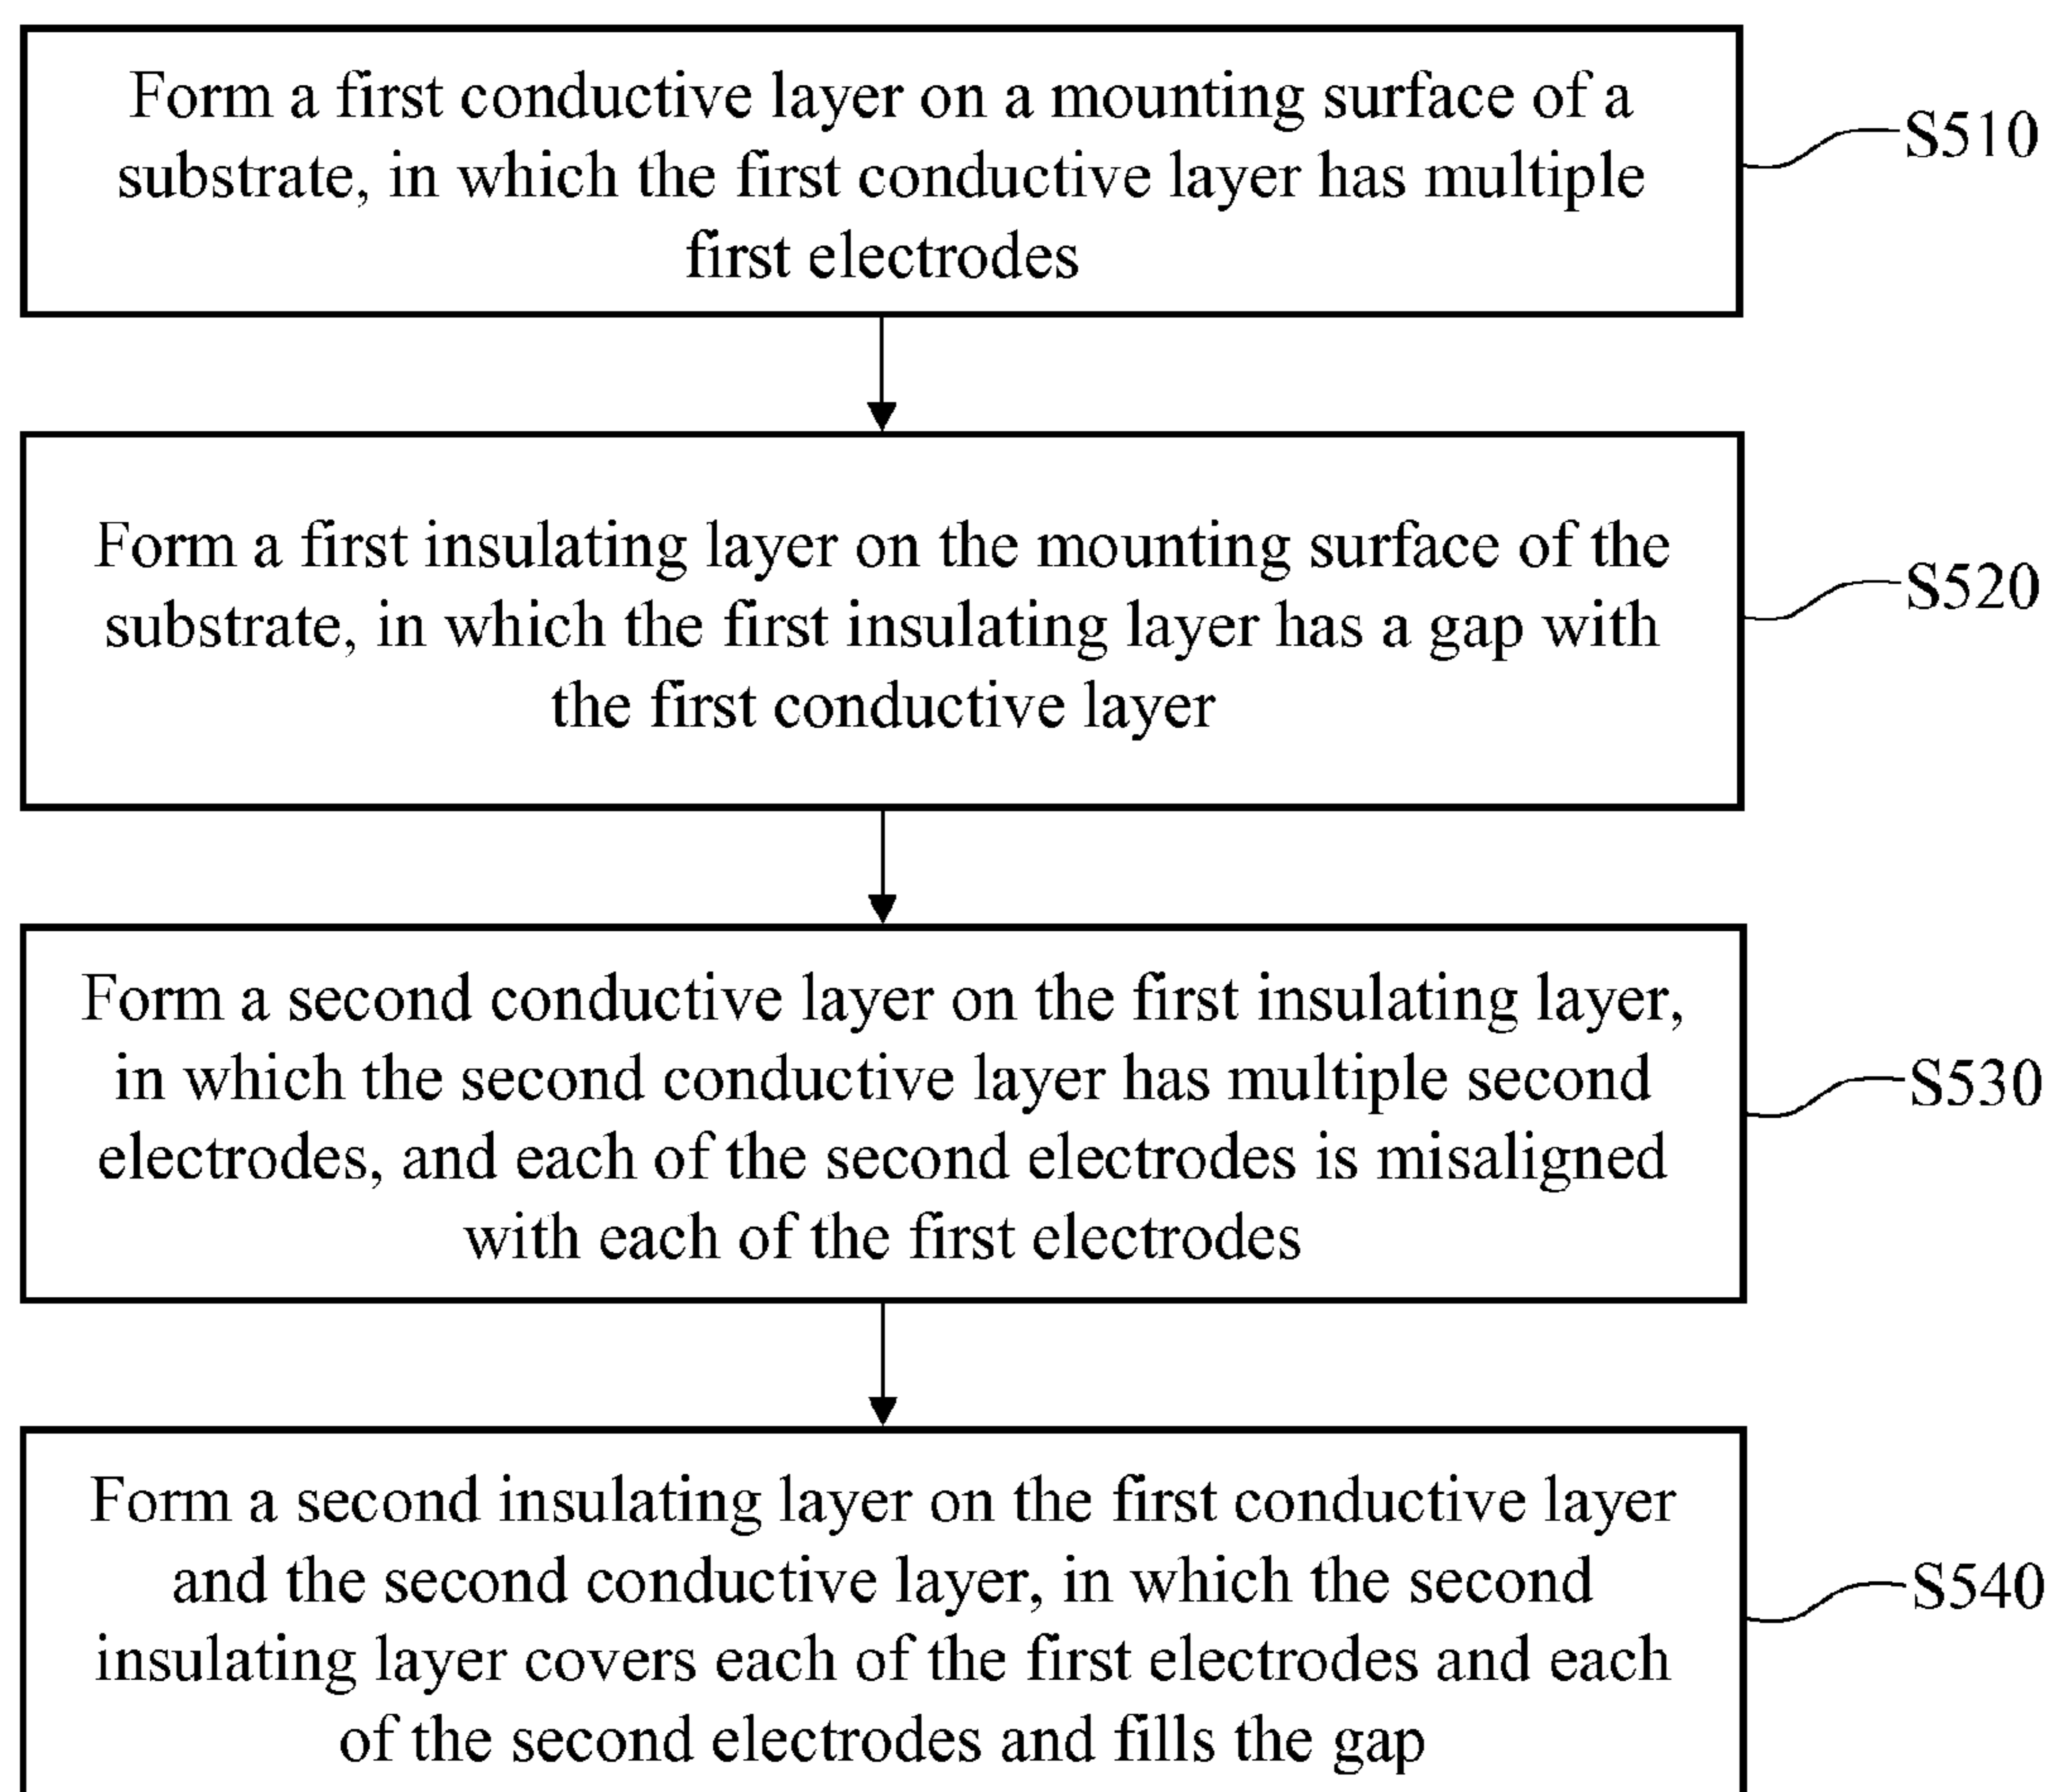 Form a first conductive layer on a mounting surface of a
substrate, in which the first conductive layer has multiple
first electrodes
S510
Form a first insulating layer on the mounting surface of the
substrate, in which the first insulating layer has a gap with
the first conductive layer
S520
Form a second conductive layer on the first insulating layer,
in which the second conductive layer has multiple second
electrodes, and each of the second electrodes is misaligned
with each of the first electrodes
S530
Form a second insulating layer on the first conductive layer
and the second conductive layer, in which the second
insulating layer covers each of the first electrodes and each
of the second electrodes and fills the gap
S540